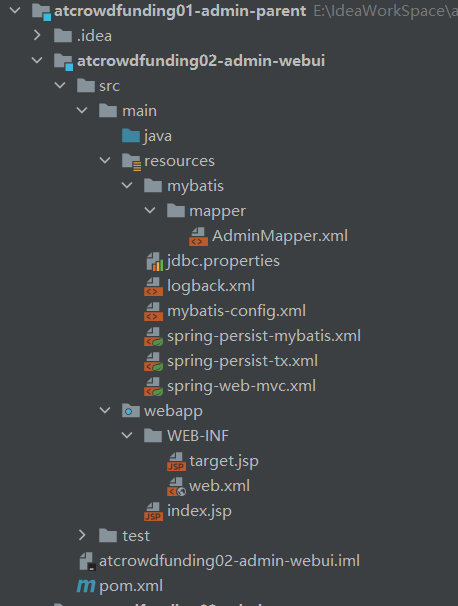 atcrowdfunding01-admin-parent E:\IdeaWorkSpace\a
.idea
atcrowdfunding02-admin-webui
src
main
java
resources
mybatis
mapper
AdminMapper.xml
jdbc.properties
logback.xml
mybatis-config.xml
spring-persist-mybatis.xml
spring-persist-tx.xml
spring-web-mvc.xml
webapp
WEB-INF
JSP target.jsp
web.xml
JSP index.jsp
test
atcrowdfunding02-admin-webui.iml
m pom.xml